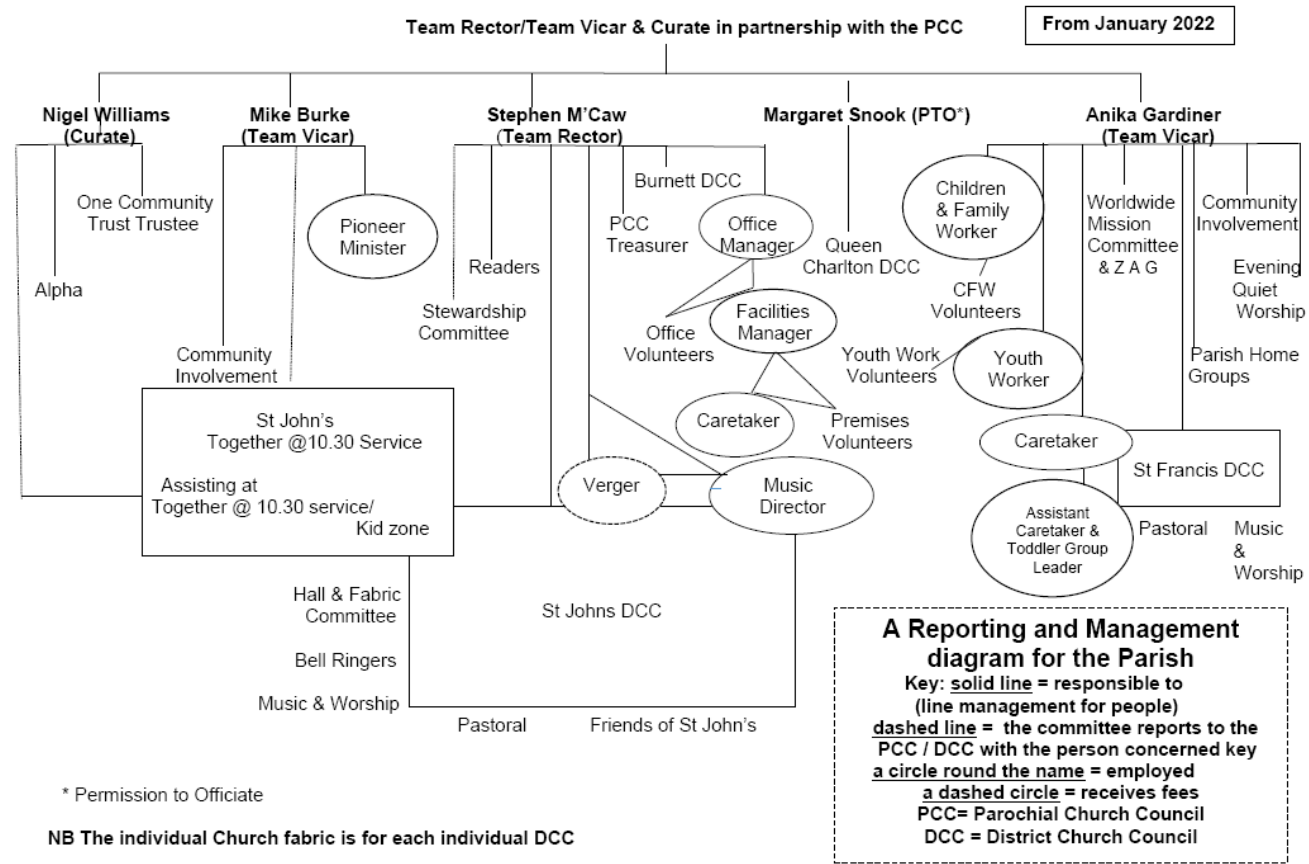 Team Rector/Team Vicar & Curate in partnership with the PCC
From January 2022
Nigel Williams
(Curate)
Mike Burke
(Team Vicar)
Stephen M'Caw
(Team Rector)
Margaret Snook (PTO*)
Anika Gardiner
(Team Vicar)
One Community
Trust Trustee
Alpha
Pioneer
Minister
Community
Involvement
Readers
Stewardship
Committee
PCC
Treasurer
Burnett DCC
Office
Manager
Office
Volunteers
Facilities
Manager
Caretaker
Premises
Volunteers
Queen
Charlton DCC
Children
& Family
Worker
CFW
Volunteers
Youth Work
Volunteers
Youth
Worker
Worldwide
Mission
Committee
& Z A G
Community
Involvement
Evening
Quiet
Worship
Parish Home
Groups
St John's
Together @10.30 Service
Assisting at
Together @ 10.30 service/
Kid zone
Verger
Music
Director
Caretaker
St Francis DCC
Assistant
Caretaker &
Toddler Group
Leader
Pastoral
Music
&
Worship
Hall & Fabric
Committee
St Johns DCC
Bell Ringers
Music & Worship
Pastoral
Friends of St John's
A Reporting and Management
diagram for the Parish
Key: solid line = responsible to
(line management for people)
dashed line = the committee reports to the
PCC / DCC with the person concerned key
a circle round the name = employed
a dashed circle = receives fees
PCC= Parochial Church Council
DCC = District Church Council
* Permission to Officiate
NB The individual Church fabric is for each individual DCC